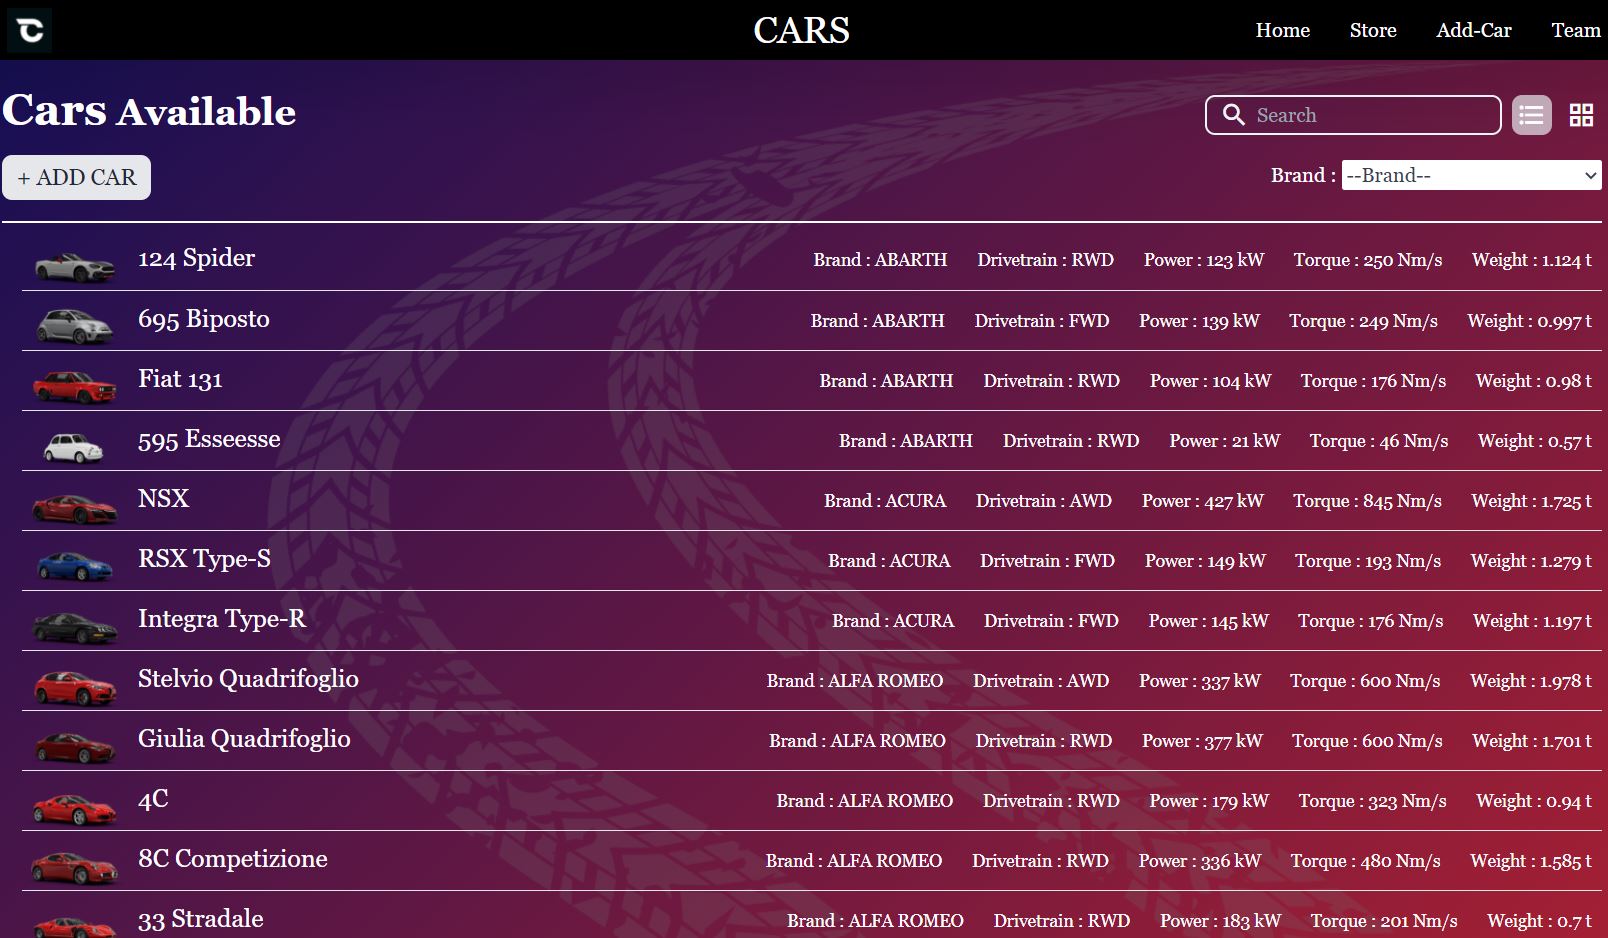 CARS Home Store Add-Car Team
Cars Available
Search
+ ADD CAR
Brand : --Brand--
124 Spider Brand : ABARTH Drivetrain : RWD Power : 123 kW Torque : 250 Nm/s Weight : 1.124 t
695 Biposto Brand : ABARTH Drivetrain : FWD Power : 139 kW Torque : 249 Nm/s Weight : 0.997 t
Fiat 131 Brand : ABARTH Drivetrain : RWD Power : 104 kW Torque : 176 Nm/s Weight : 0.98 t
595 Esseesse Brand : ABARTH Drivetrain : RWD Power : 21 kW Torque : 46 Nm/s Weight : 0.57 t
NSX Brand : ACURA Drivetrain : AWD Power : 427 kW Torque : 845 Nm/s Weight : 1.725 t
RSX Type-S Brand : ACURA Drivetrain : FWD Power : 149 kW Torque : 193 Nm/s Weight : 1.279 t
Integra Type-R Brand : ACURA Drivetrain : FWD Power : 145 kW Torque : 176 Nm/s Weight : 1.197 t
Stelvio Quadrifoglio Brand : ALFA ROMEO Drivetrain : AWD Power : 337 kW Torque : 600 Nm/s Weight : 1.978 t
Giulia Quadrifoglio Brand : ALFA ROMEO Drivetrain : RWD Power : 377 kW Torque : 600 Nm/s Weight : 1.701 t
4C Brand : ALFA ROMEO Drivetrain : RWD Power : 179 kW Torque : 323 Nm/s Weight : 0.94 t
8C Competizione Brand : ALFA ROMEO Drivetrain : RWD Power : 336 kW Torque : 480 Nm/s Weight : 1.585 t
33 Stradale Brand : ALFA ROMEO Drivetrain : RWD Power : 183 kW Torque : 201 Nm/s Weight : 0.7 t